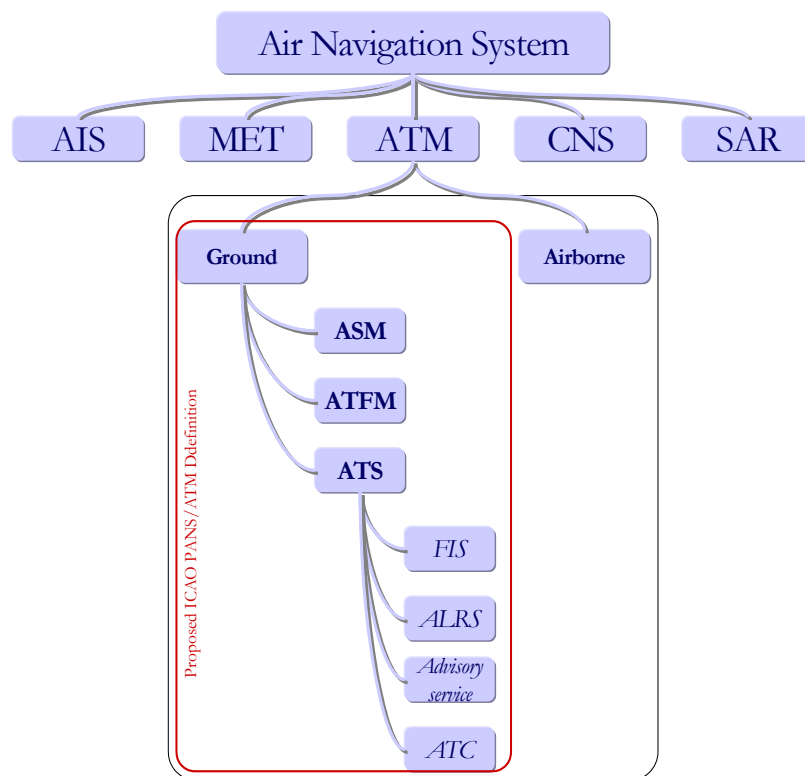 Air Navigation System
AIS
MET
ATM
CNS
SAR
Ground
Airborne
ASM
ATFM
ATS
FIS
ALRS
Advisory
service
ATC
Proposed ICAO PANS/ATM Ddefinition